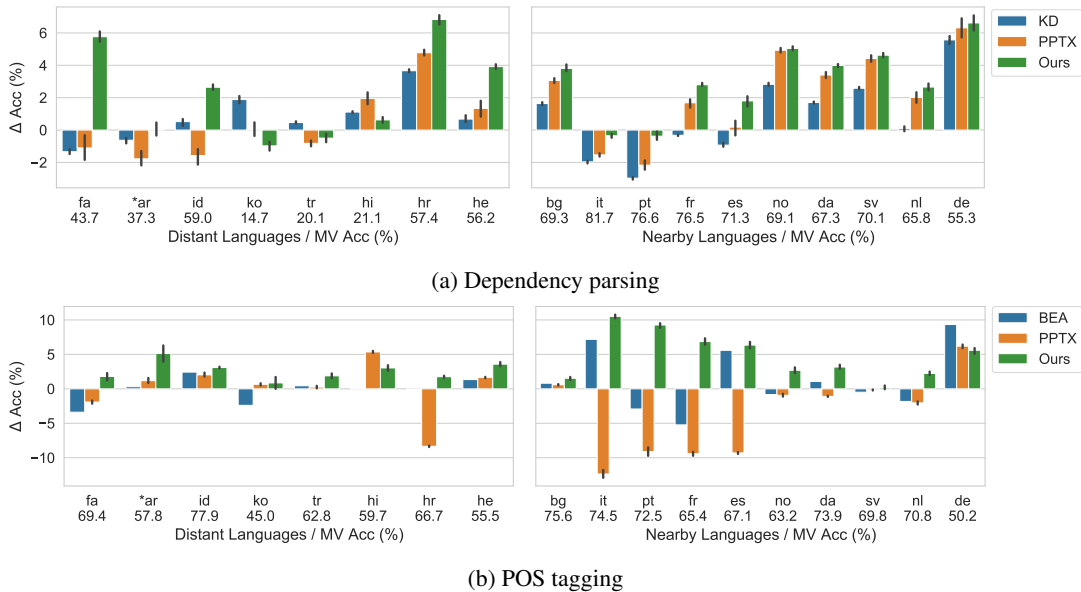 KD
PPTX
Ours
Δ Acc (%)
6
4
2
0
−2
fa *ar id ko tr hi hr he
43.7 37.3 59.0 14.7 20.1 21.1 57.4 56.2
Distant Languages / MV Acc (%)
bg it pt fr es no da sv nl de
69.3 81.7 76.6 76.5 71.3 69.1 67.3 70.1 65.8 55.3
Nearby Languages / MV Acc (%)
(a) Dependency parsing
BEA
PPTX
Ours
Δ Acc (%)
10
5
0
−5
−10
fa *ar id ko tr hi hr he
69.4 57.8 77.9 45.0 62.8 59.7 66.7 55.5
Distant Languages / MV Acc (%)
bg it pt fr es no da sv nl de
75.6 74.5 72.5 65.4 67.1 63.2 73.9 69.8 70.8 50.2
Nearby Languages / MV Acc (%)
(b) POS tagging